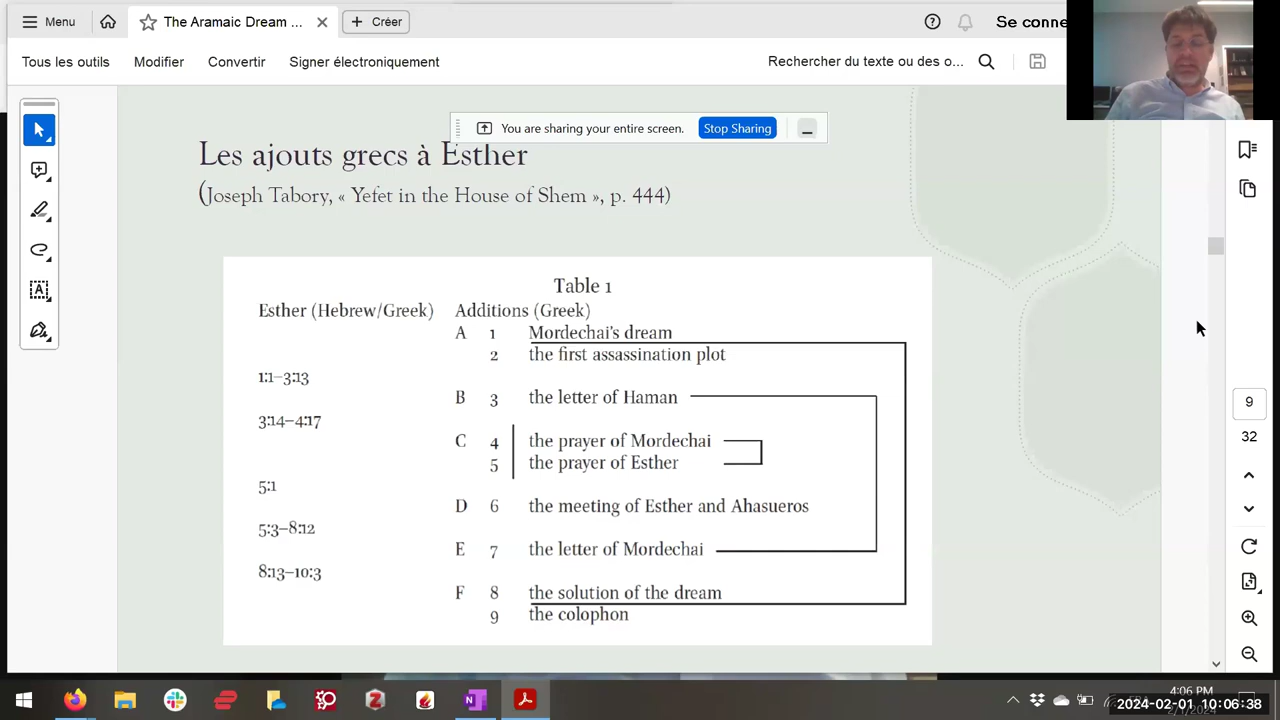 Menu
The Aramaic Dream ...
Créer
Se conne
Tous les outils Modifier Convertir Signer électroniquement
Rechercher du texte ou des o...
You are sharing your entire screen. Stop Sharing
Les ajouts grecs à Esther
(Joseph Tabory, « Yefet in the House of Shem », p. 444)
Table 1
Esther (Hebrew/Greek) Additions (Greek)
A 1 Mordechai's dream
2 the first assassination plot
1:1–3:13
B 3 the letter of Haman
3:14–4:17
C 4 the prayer of Mordechai
5 the prayer of Esther
5:1
D 6 the meeting of Esther and Ahasueros
5:3–8:12
E 7 the letter of Mordechai
8:13–10:3
F 8 the solution of the dream
9 the colophon
9
32
4:06 PM
2024-02-01 10:06:38